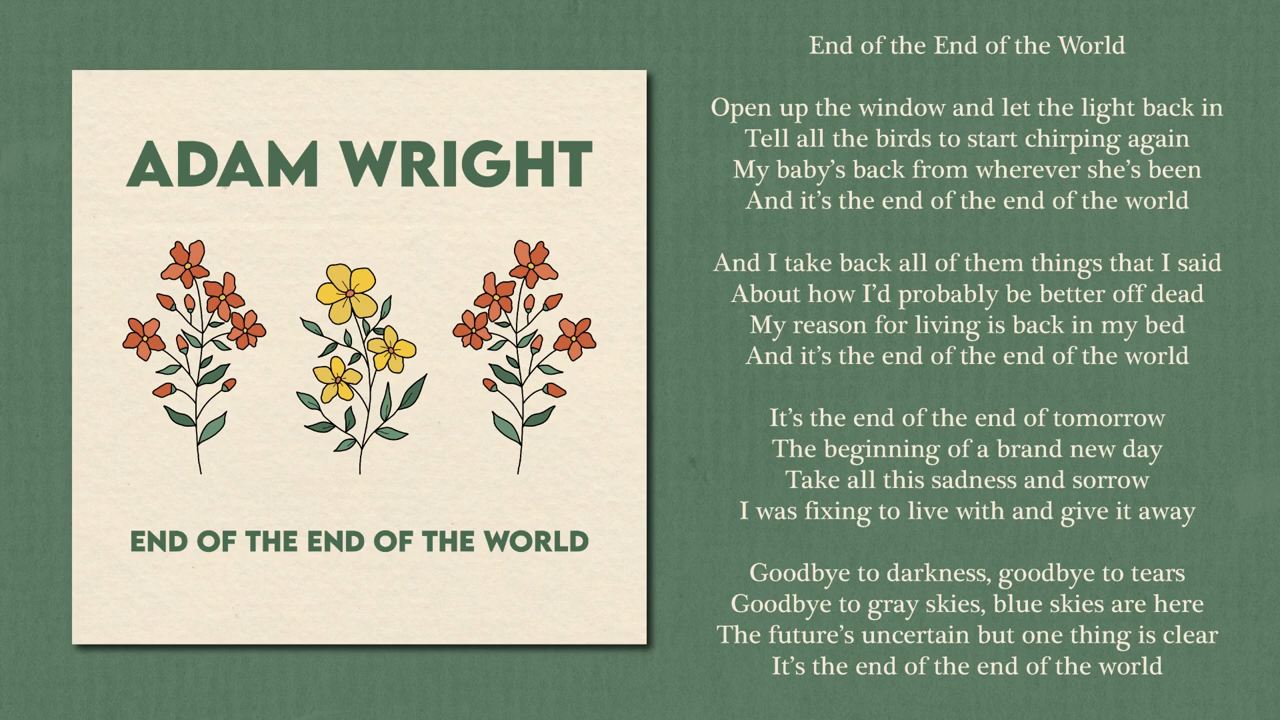 ADAM WRIGHT
END OF THE END OF THE WORLD
End of the End of the World
Open up the window and let the light back in
Tell all the birds to start chirping again
My baby’s back from wherever she’s been
And it’s the end of the end of the world
And I take back all of them things that I said
About how I’d probably be better off dead
My reason for living is back in my bed
And it’s the end of the end of the world
It’s the end of the end of tomorrow
The beginning of a brand new day
Take all this sadness and sorrow
I was fixing to live with and give it away
Goodbye to darkness, goodbye to tears
Goodbye to gray skies, blue skies are here
The future’s uncertain but one thing is clear
It’s the end of the end of the world